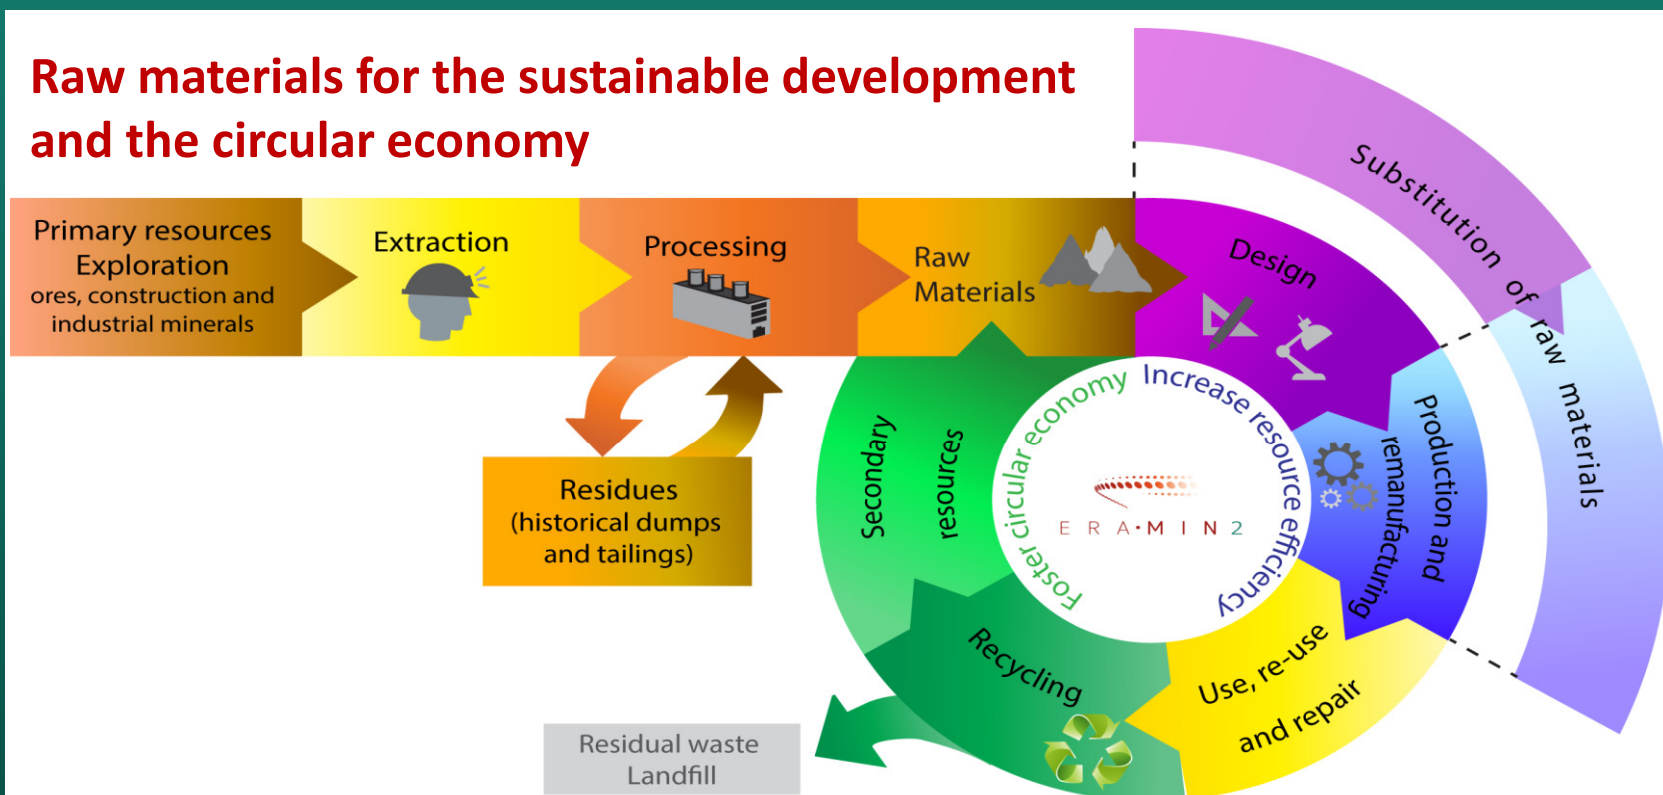 Raw materials for the sustainable development
and the circular economy
Primary resources
Exploration
ores, construction and
industrial minerals
Extraction
Processing
Raw
Materials
Design
Substitution of raw materials
Production and
remanufacturing
Use, re-use
and repair
Recycling
Secondary
resources
Foster circular economy
Increase resource efficiency
ERA·MIN2
Residues
(historical dumps
and tailings)
Residual waste
Landfill